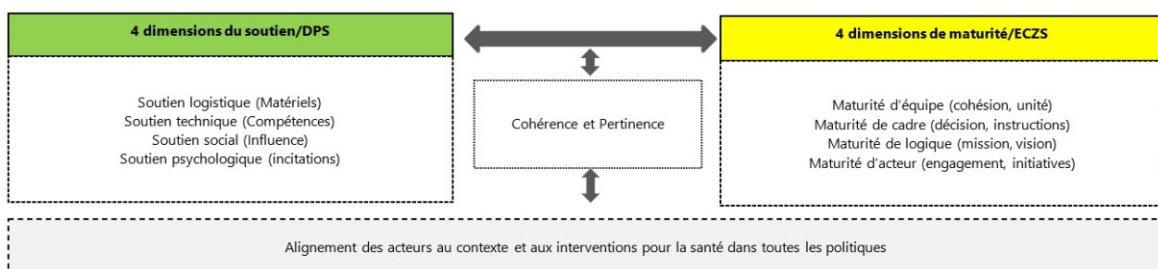 4 dimensions du soutien/DPS
Soutien logistique (Matériels)
Soutien technique (Compétences)
Soutien social (Influence)
Soutien psychologique (incitations)
Cohérence et Pertinence
4 dimensions de maturité/ECZS
Maturité d'équipe (cohésion, unité)
Maturité de cadre (décision, instructions)
Maturité de logique (mission, vision)
Maturité d'acteur (engagement, initiatives)
Alignement des acteurs au contexte et aux interventions pour la santé dans toutes les politiques